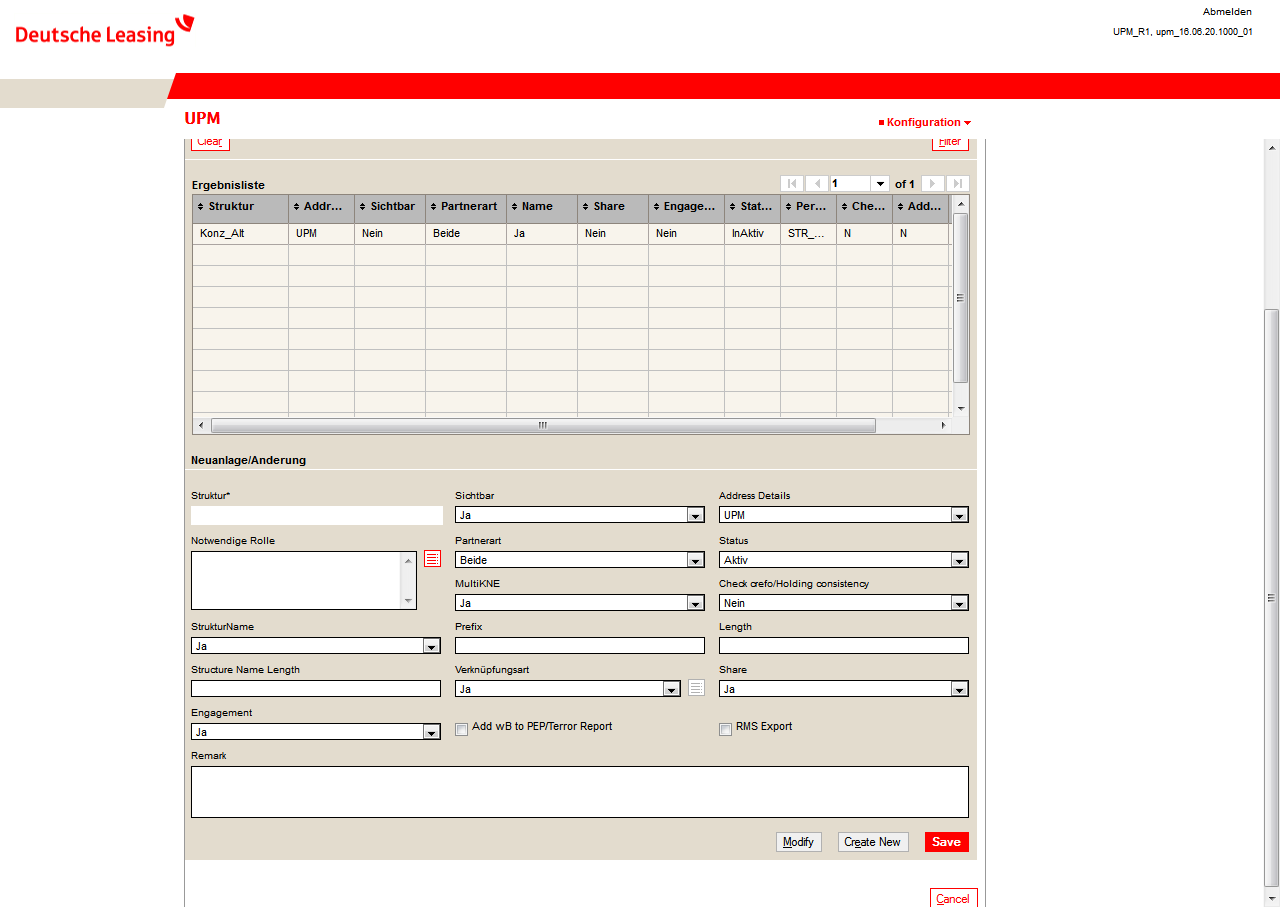 Deutsche Leasing
Abmelden
UPM_R1, upm_16.06.20.1000_01
UPM
Konfiguration
Clear
Filter
Ergebnisliste
1 of 1
Struktur Addr... Sichtbar Partnerart Name Share Engage... Stat... Per... Che... Add...
Konz_Alt UPM Nein Beide Ja Nein Nein InAktiv STR_... N N
Neuanlage/Anderung
Struktur* Sichtbar Address Details
Ja UPM
Notwendige Rolle Partnerart Status
Beide Aktiv
MultiKNE Check crefo/Holding consistency
Ja Nein
StrukturName Prefix Length
Ja
Structure Name Length Verknüpfungsart Share
Ja Ja
Engagement
Ja Add wB to PEP/Terror Report RMS Export
Remark
Modify Create New Save
Cancel